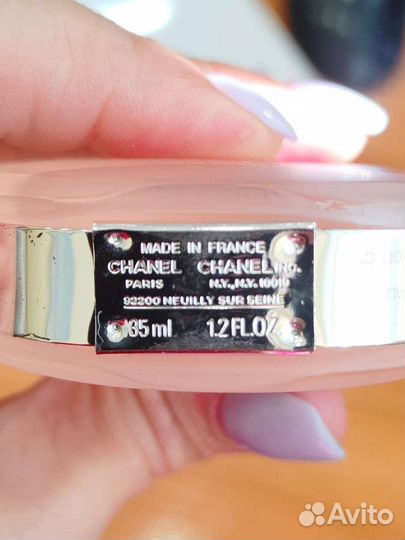 MADE IN FRANCE
CHANEL CHANEL INC.
PARIS N.Y., N.Y. 10019
92200 NEUILLY SUR SEINE
35 ml 1.2 FL.OZ
Avito